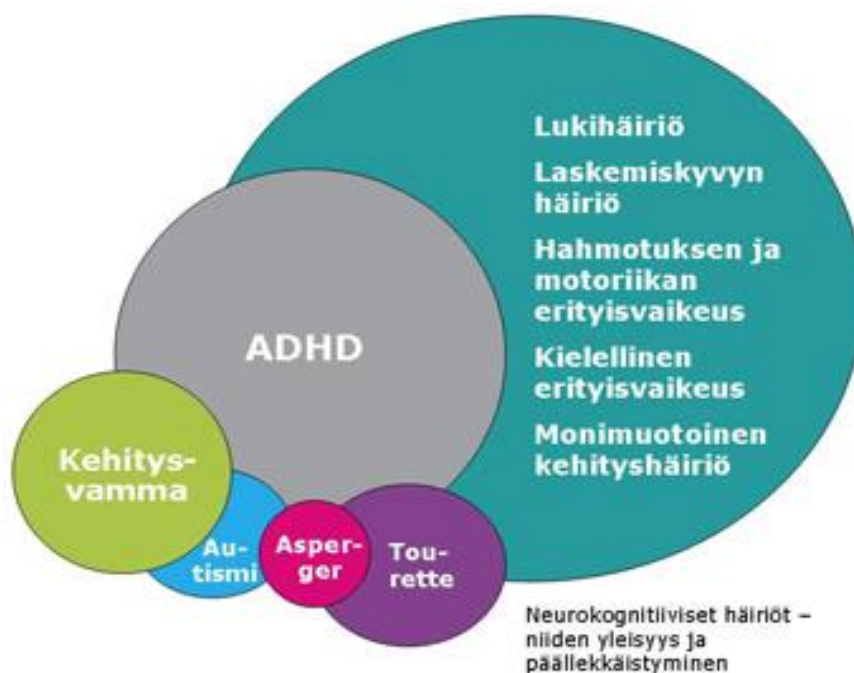 Lukihäiriö
Laskemiskyvyn
häiriö
Hahmotuksen ja
motoriikan
erityisvaikeus
Kielellinen
erityisvaikeus
Monimuotoinen
kehityshäiriö
ADHD
Kehitys-
vamma
Au-
tismi
Asper-
ger
Tou-
rette
Neurokognitiiviset häiriöt –
niiden yleisyys ja
päällekkäistyminen